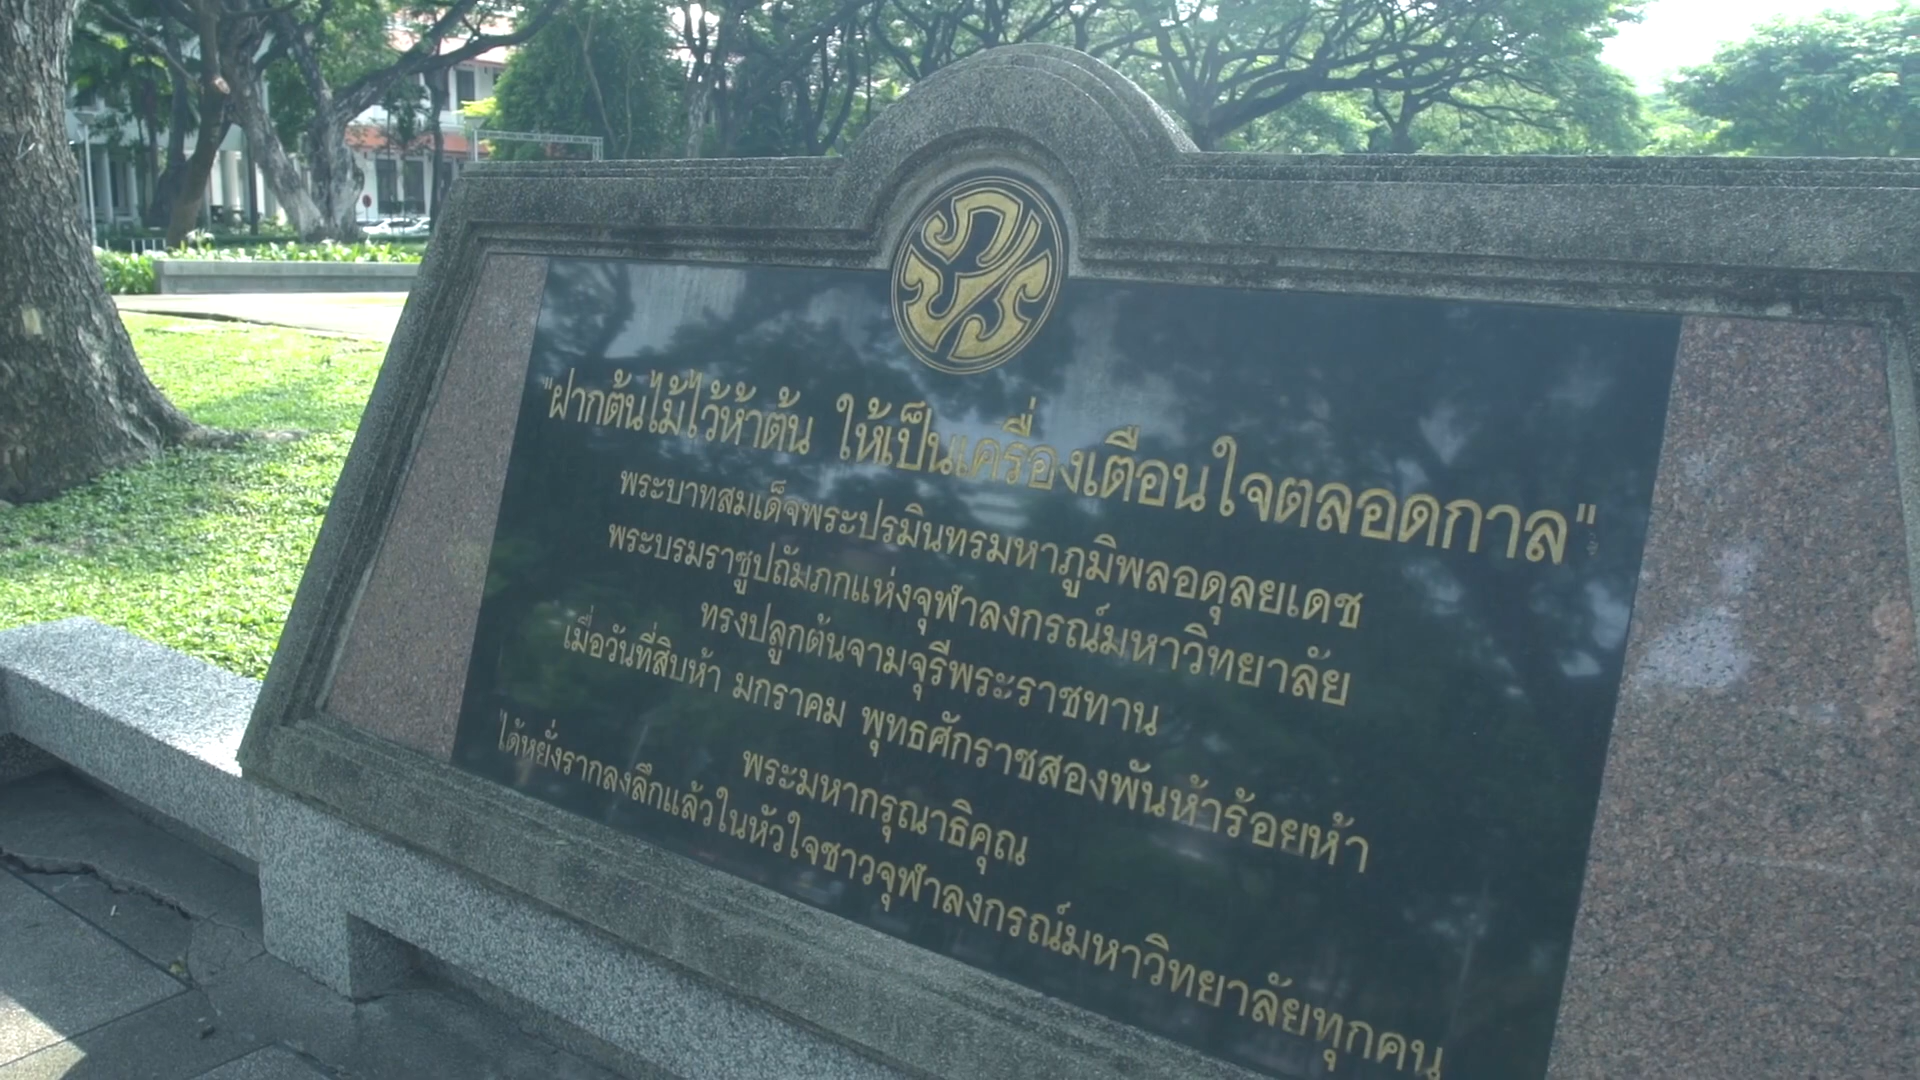 "ฝากต้นไม้ไว้ห้าต้น ให้เป็นเครื่องเตือนใจตลอดกาล"
พระบาทสมเด็จพระปรมินทรมหาภูมิพลอดุลยเดช
พระบรมราชูปถัมภกแห่งจุฬาลงกรณ์มหาวิทยาลัย
ทรงปลูกต้นจามจุรีพระราชทาน
เมื่อวันที่สิบห้า มกราคม พุทธศักราชสองพันห้าร้อยห้า
พระมหากรุณาธิคุณ
ได้หยั่งรากลงลึกแล้วในหัวใจชาวจุฬาลงกรณ์มหาวิทยาลัยทุกคน